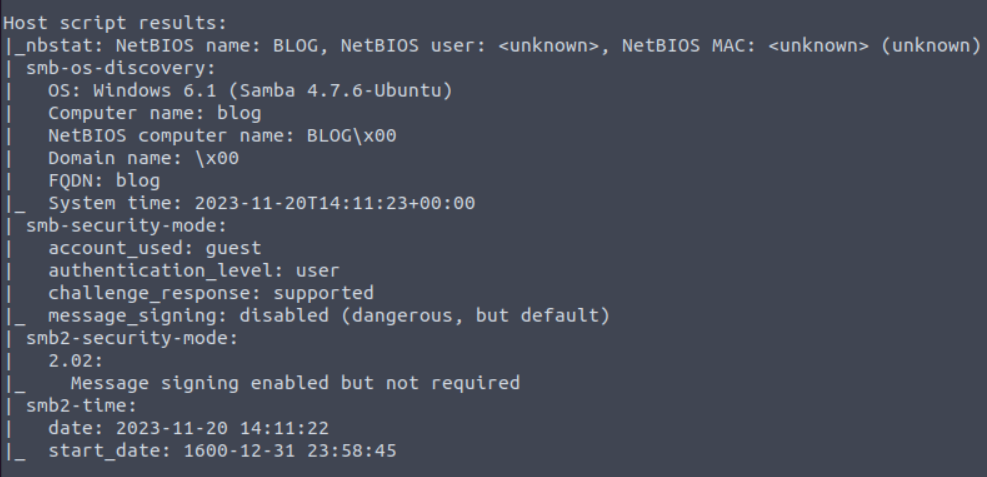 Host script results:
|_nbstat: NetBIOS name: BLOG, NetBIOS user: <unknown>, NetBIOS MAC: <unknown> (unknown)
| smb-os-discovery:
|   OS: Windows 6.1 (Samba 4.7.6-Ubuntu)
|   Computer name: blog
|   NetBIOS computer name: BLOG\x00
|   Domain name: \x00
|   FQDN: blog
|_  System time: 2023-11-20T14:11:23+00:00
| smb-security-mode:
|   account_used: guest
|   authentication_level: user
|   challenge_response: supported
|_  message_signing: disabled (dangerous, but default)
| smb2-security-mode:
|   2.02:
|_    Message signing enabled but not required
| smb2-time:
|   date: 2023-11-20 14:11:22
|_  start_date: 1600-12-31 23:58:45